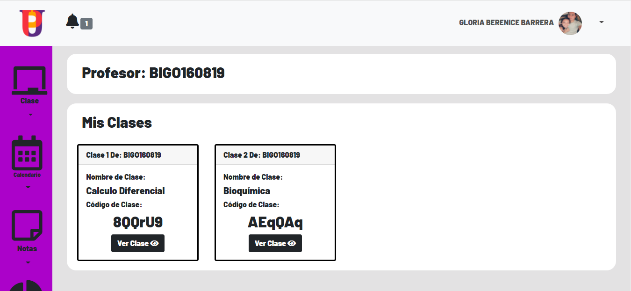 1
GLORIA BERENICE BARRERA
Clase
Calendario
Notas
Profesor: BIGO160819
Mis Clases
Clase 1 De: BIGO160819
Nombre de Clase:
Calculo Diferencial
Código de Clase:
8QQrU9
Ver Clase
Clase 2 De: BIGO160819
Nombre de Clase:
Bioquímica
Código de Clase:
AEqQAq
Ver Clase